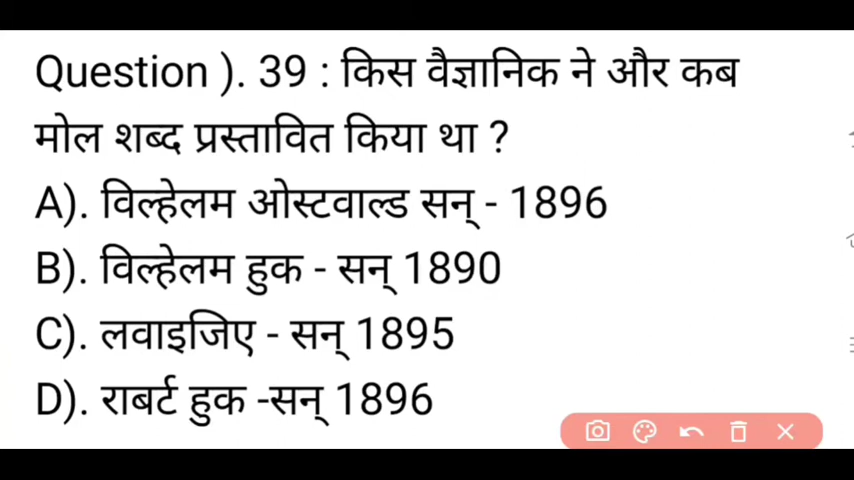 Question ). 39 : किस वैज्ञानिक ने और कब
मोल शब्द प्रस्तावित किया था ?
A). विल्हेलम ओस्टवाल्ड सन् - 1896
B). विल्हेलम हुक - सन् 1890
C). लवाइजिए - सन् 1895
D). राबर्ट हुक -सन् 1896